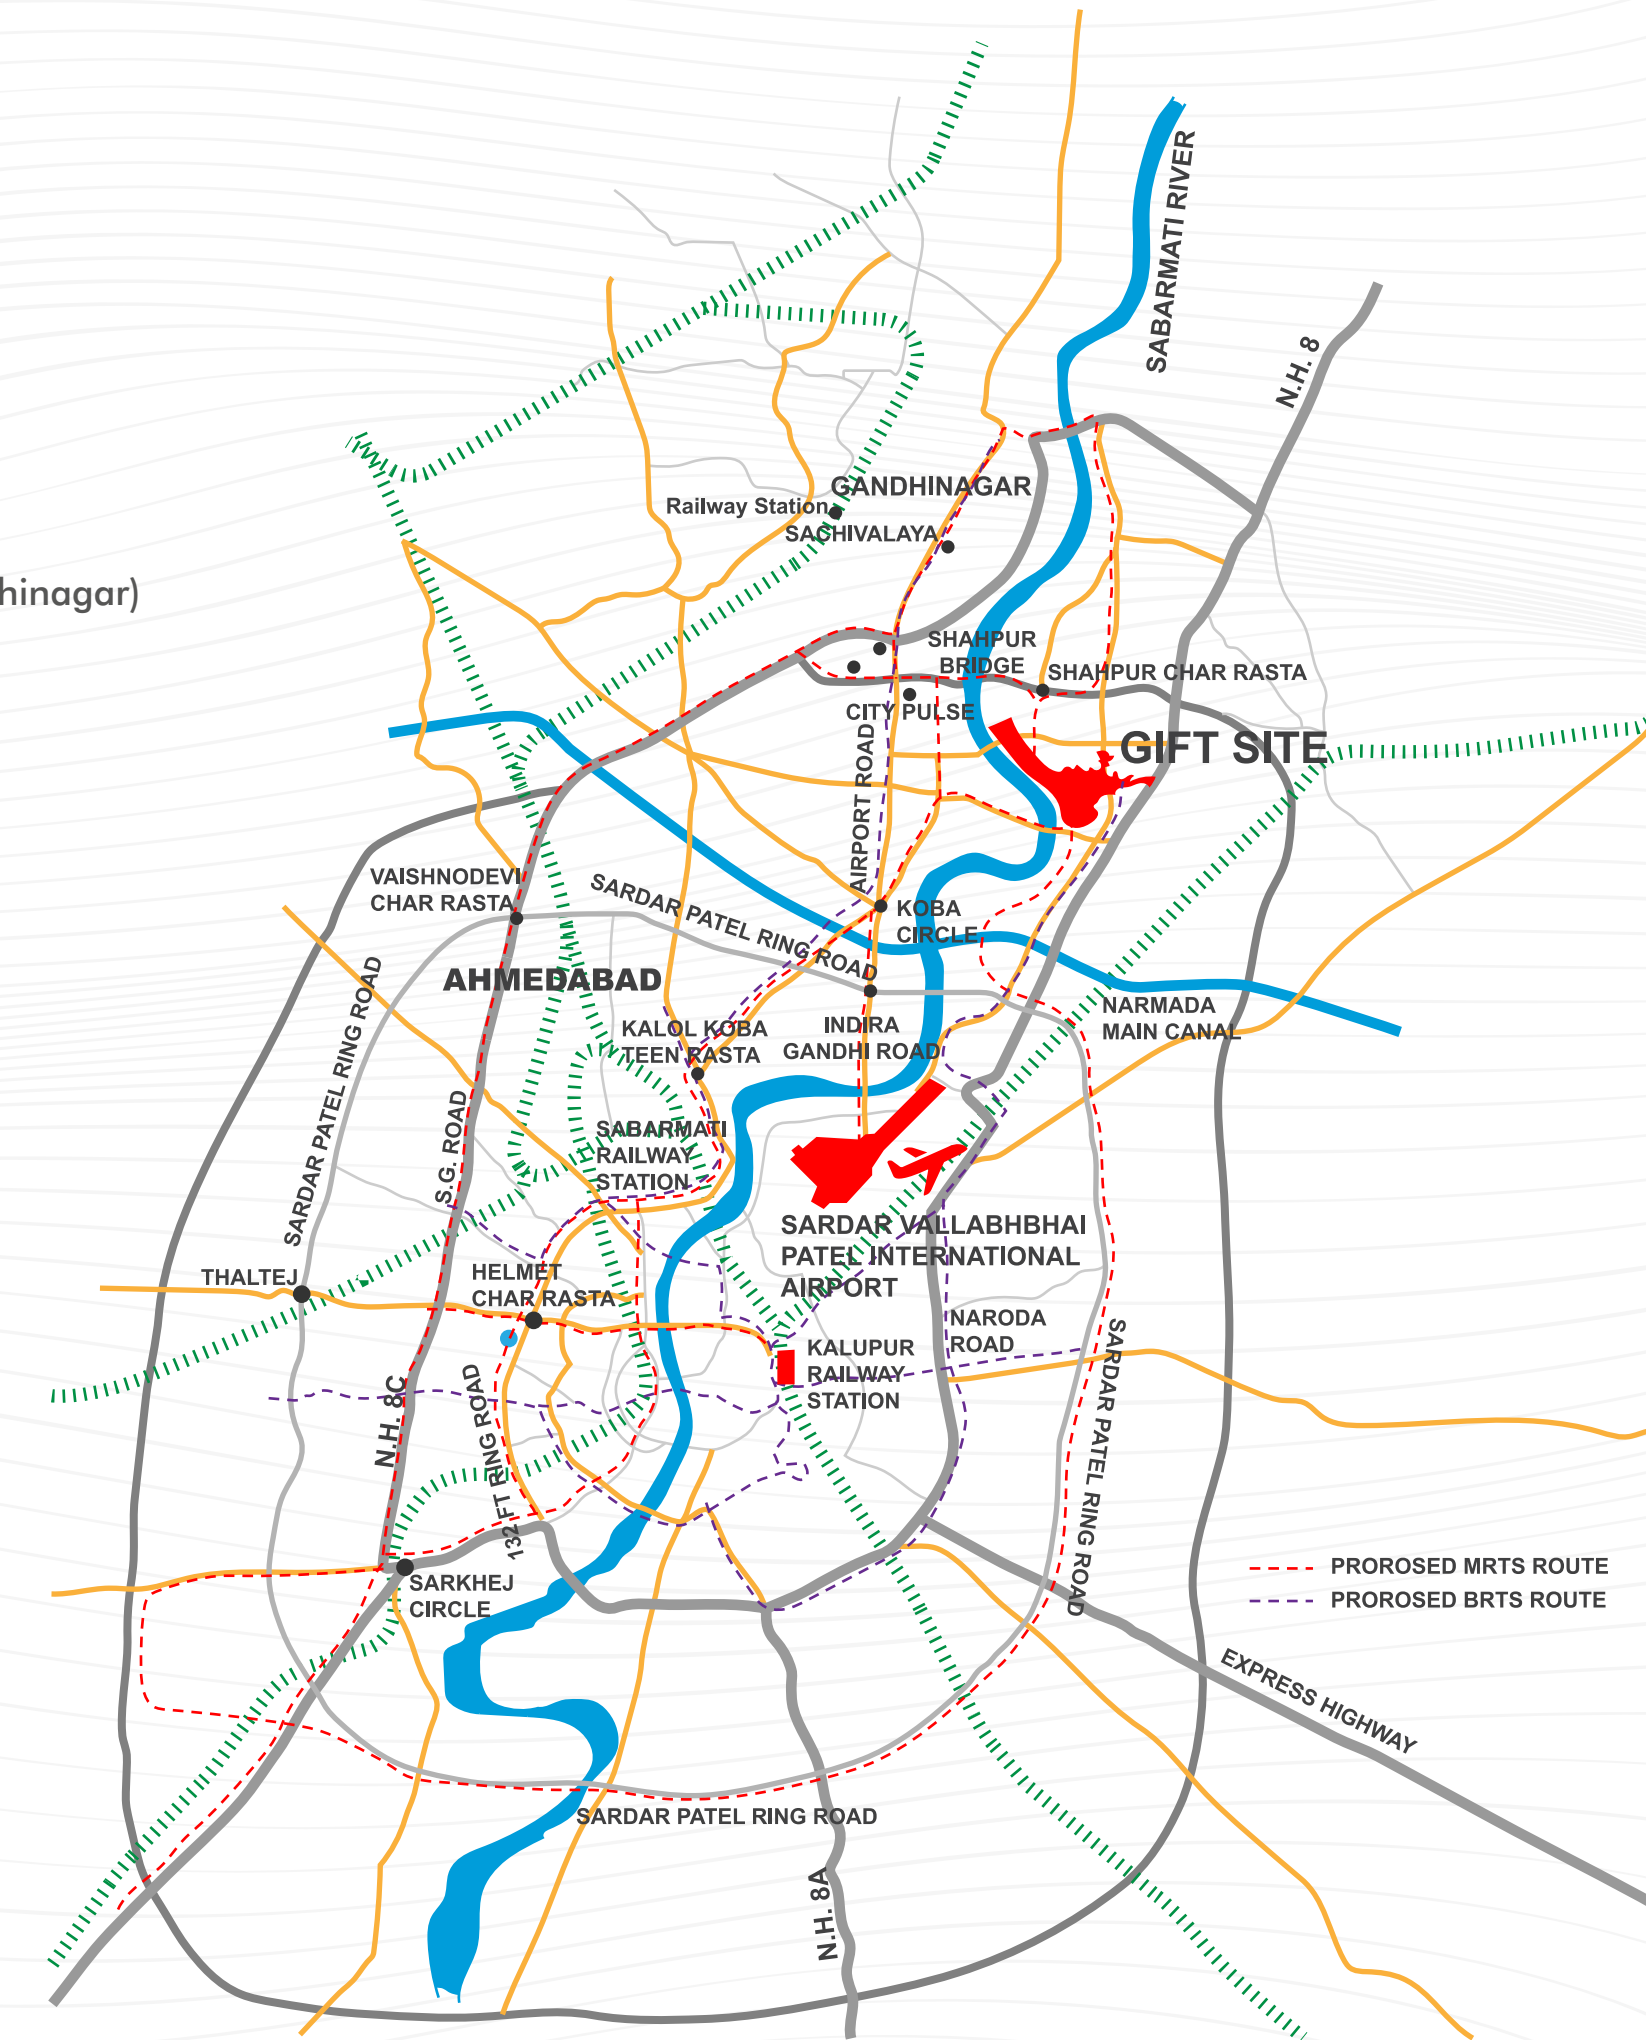 SABARMATI RIVER
N.H. 8
GANDHINAGAR
Railway Station
SACHIVALAYA
hinagar)
SHAHPUR
BRIDGE
SHAHPUR CHAR RASTA
CITY PULSE
GIFT SITE
AIRPORT ROAD
VAISHNODEVI
CHAR RASTA
SARDAR PATEL RING ROAD
KOBA
CIRCLE
AHMEDABAD
SARDAR PATEL RING ROAD
NARMADA
MAIN CANAL
KALOL KOBA
TEEN RASTA
INDIRA
GANDHI ROAD
S.G. ROAD
SABARMATI
RAILWAY
STATION
SARDAR VALLABHBHAI
PATEL INTERNATIONAL
AIRPORT
THALTEJ
HELMET
CHAR RASTA
NARODA
ROAD
KALUPUR
RAILWAY
STATION
SARDAR PATEL RING ROAD
N.H. 8C
132 FT RING ROAD
SARKHEJ
CIRCLE
PROROSED MRTS ROUTE
PROROSED BRTS ROUTE
EXPRESS HIGHWAY
SARDAR PATEL RING ROAD
N.H. 8A